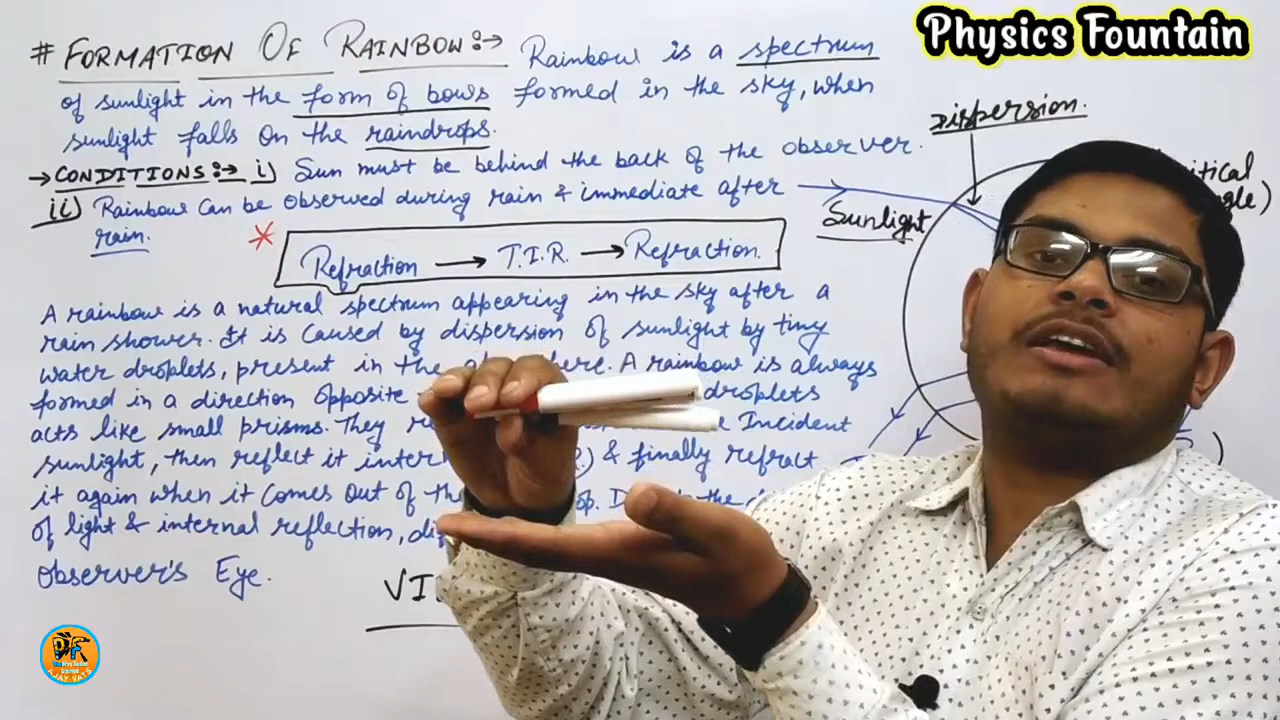 Physics Fountain
# FORMATION OF RAINBOW :→ Rainbow is a spectrum
of sunlight in the form of bows formed in the sky, when
sunlight falls on the raindrops.
→ CONDITIONS :→ i) Sun must be behind the back of the observer.
ii) Rainbow can be observed during rain & immediate after
rain.
* Refraction → T.I.R. → Refraction.
A rainbow is a natural spectrum appearing in the sky after a
rain shower. It is caused by dispersion of sunlight by tiny
water droplets, present in the A rainbow is always
formed in a direction opposite droplets
acts like small prisms. They Incident
sunlight, then reflect it & finally refract
it again when it comes out of the
of light & internal reflection,
observer's Eye.
DISPERSION.
Sunlight
AJAY VATS